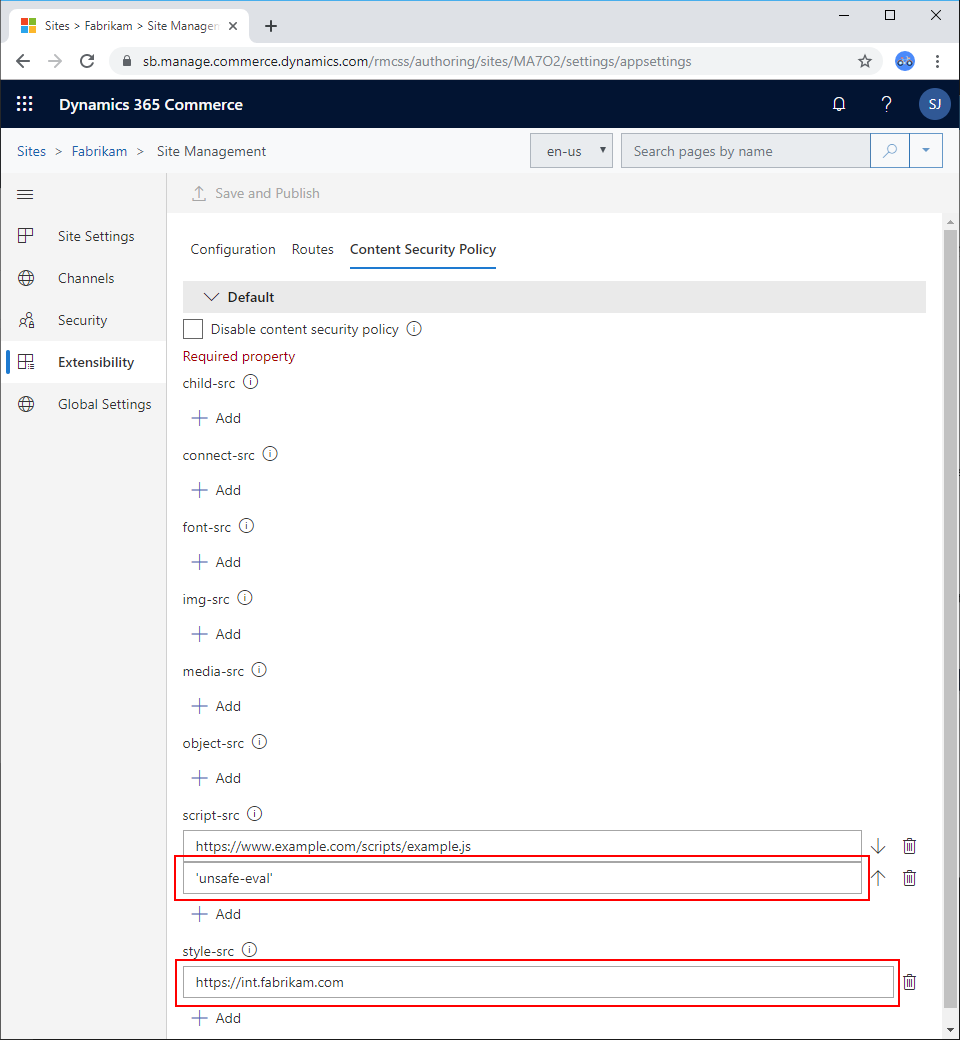 Sites > Fabrikam > Site Managen
sb.manage.commerce.dynamics.com/rmcss/authoring/sites/MA7O2/settings/appsettings
Dynamics 365 Commerce
? SJ
Sites > Fabrikam > Site Management
en-us
Search pages by name
Save and Publish
Site Settings
Channels
Security
Extensibility
Global Settings
Configuration Routes Content Security Policy
Default
Disable content security policy
Required property
child-src
Add
connect-src
Add
font-src
Add
img-src
Add
media-src
Add
object-src
Add
script-src
https://www.example.com/scripts/example.js
'unsafe-eval'
Add
style-src
https://int.fabrikam.com
Add